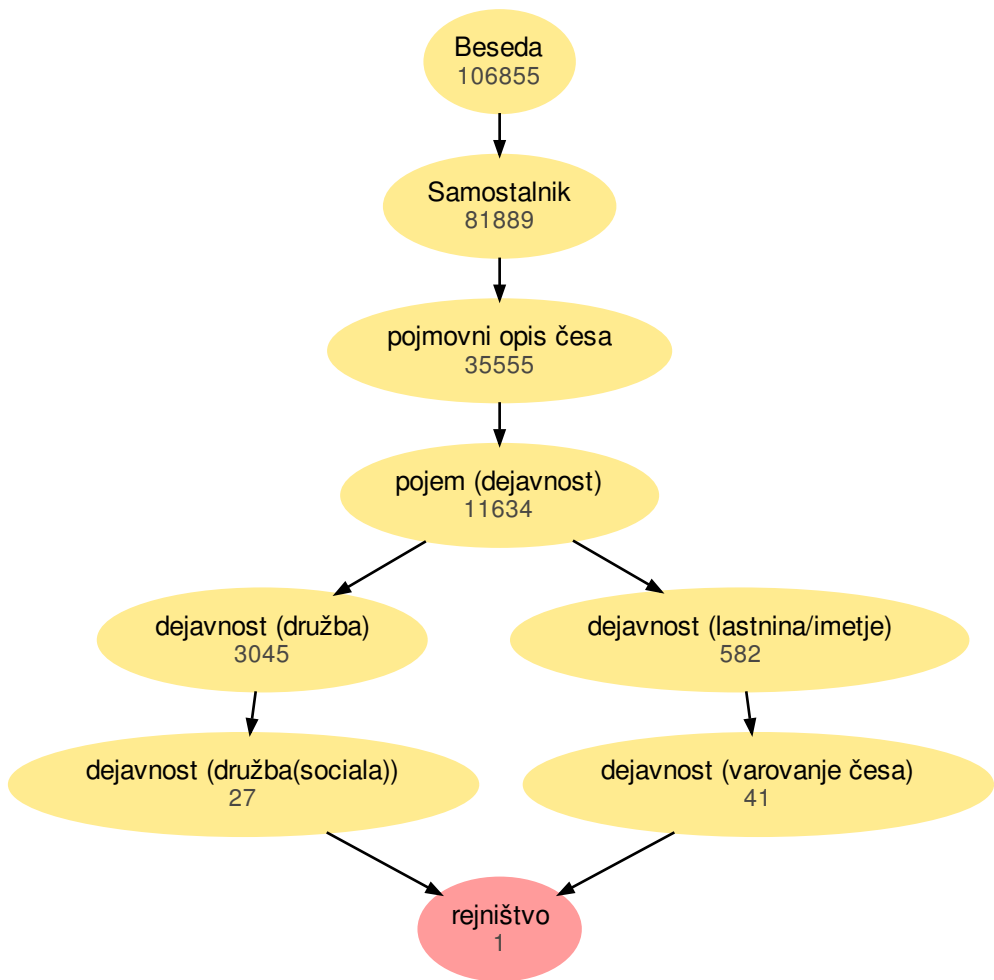 Beseda
106855
Samostalnik
81889
pojmovni opis česa
35555
pojem (dejavnost)
11634
dejavnost (družba)
3045
dejavnost (lastnina/imetje)
582
dejavnost (družba(sociala))
27
dejavnost (varovanje česa)
41
rejništvo
1